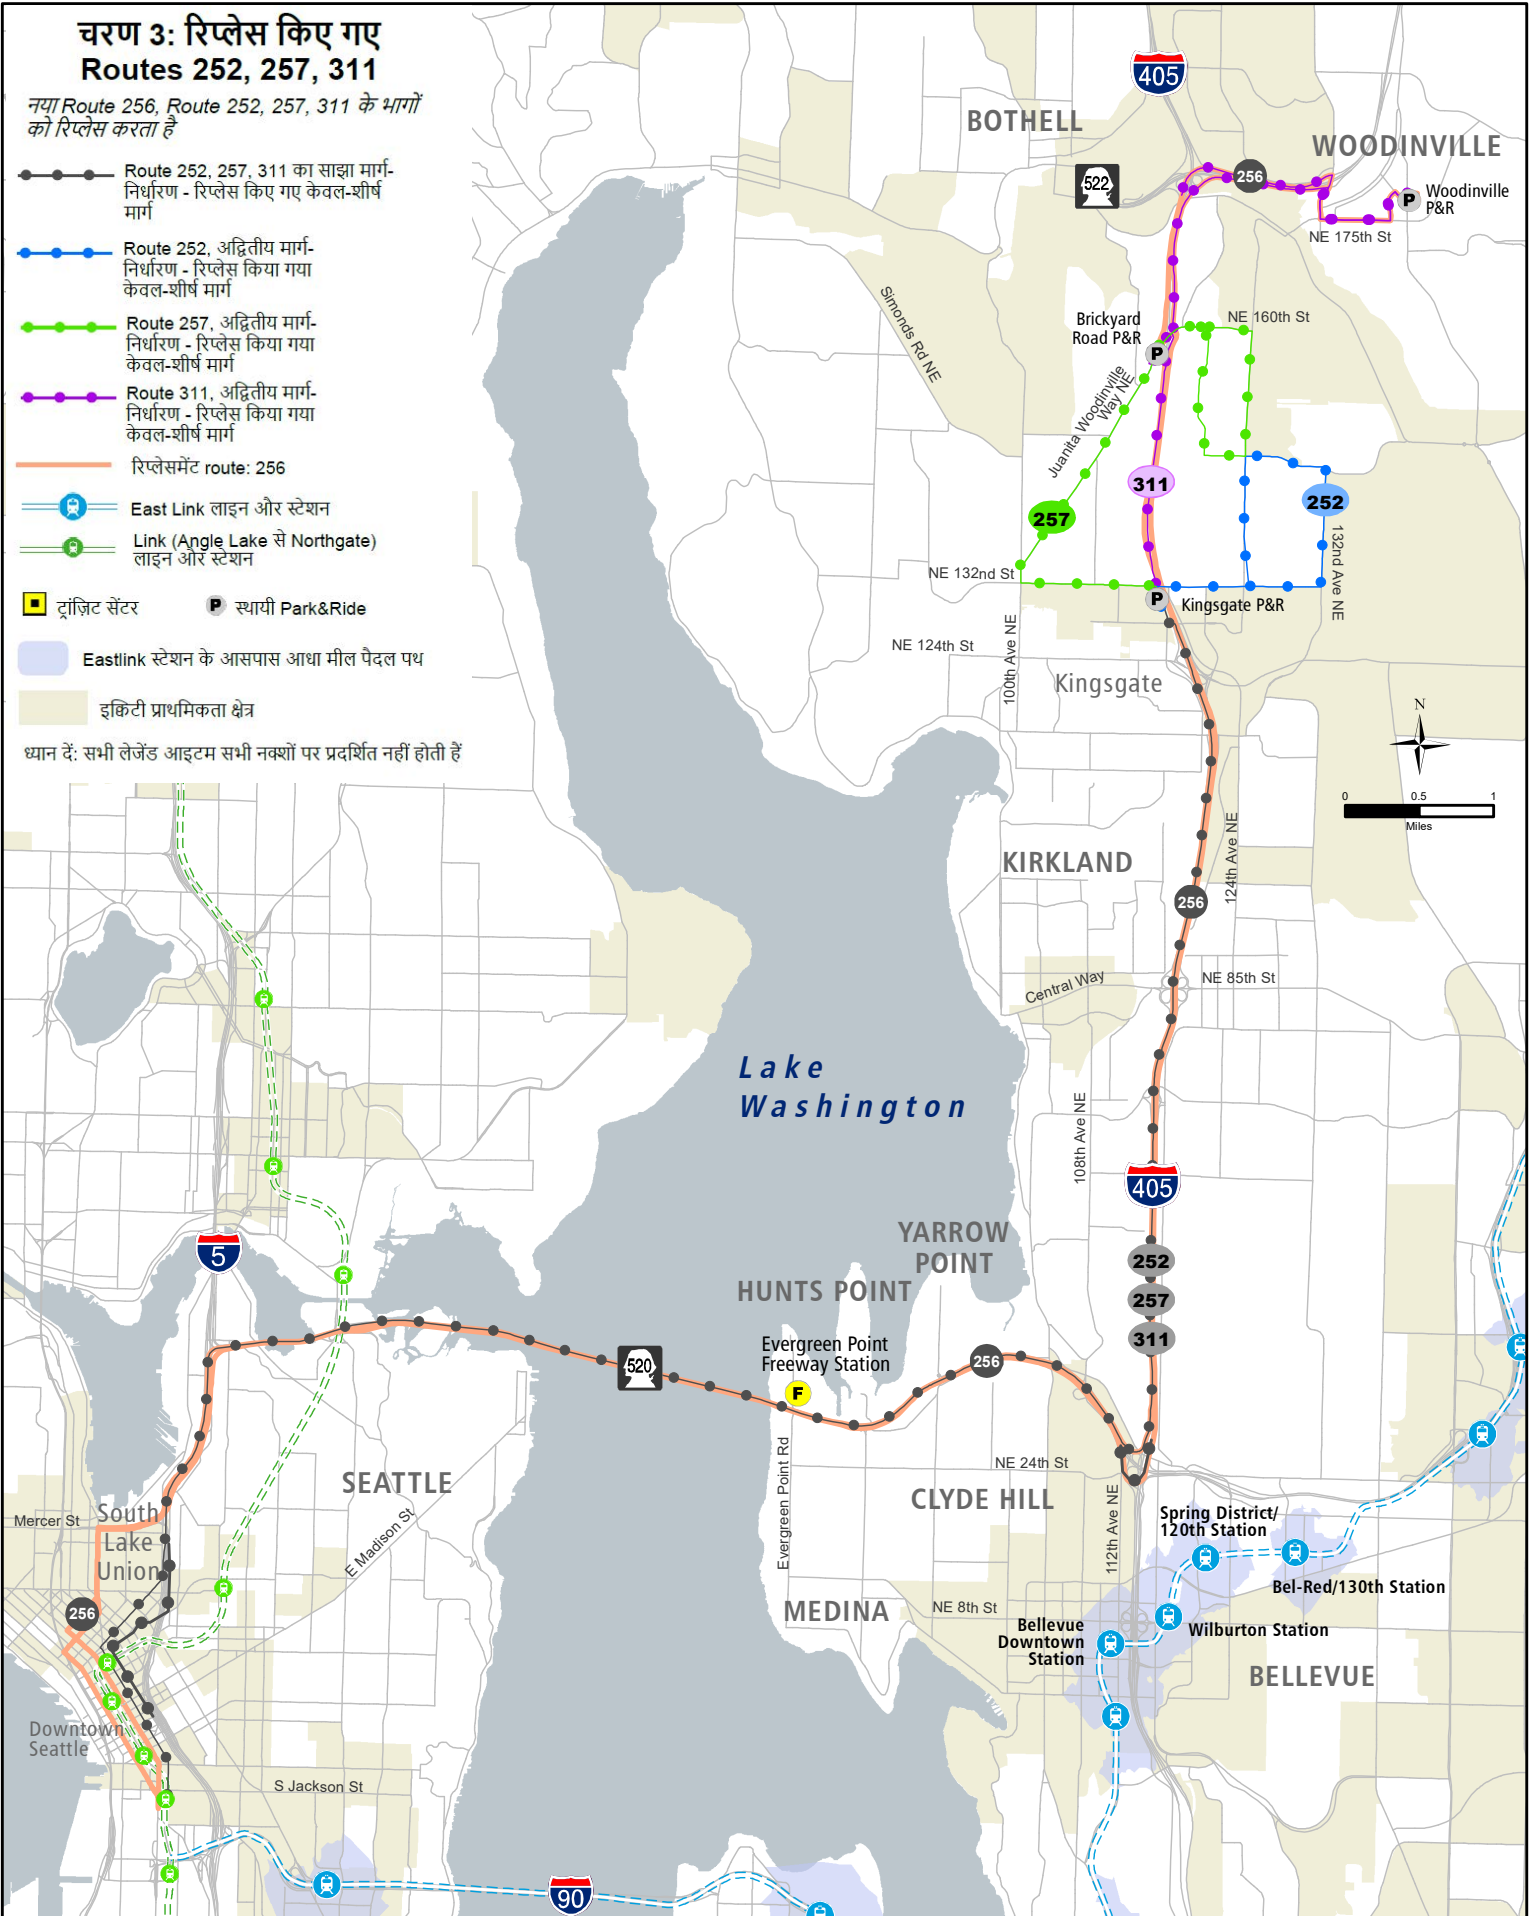 चरण 3: रिप्लेस किए गए
Routes 252, 257, 311
नया Route 256, Route 252, 257, 311 के भागों
को रिप्लेस करता है
Route 252, 257, 311 का साझा मार्ग-
निर्धारण - रिप्लेस किए गए केवल-शीर्ष
मार्ग
Route 252, अद्वितीय मार्ग-
निर्धारण - रिप्लेस किया गया
केवल-शीर्ष मार्ग
Route 257, अद्वितीय मार्ग-
निर्धारण - रिप्लेस किया गया
केवल-शीर्ष मार्ग
Route 311, अद्वितीय मार्ग-
निर्धारण - रिप्लेस किया गया
केवल-शीर्ष मार्ग
रिप्लेसमेंट route: 256
East Link लाइन और स्टेशन
Link (Angle Lake से Northgate)
लाइन और स्टेशन
ट्रांज़िट सेंटर
P स्थायी Park&Ride
Eastlink स्टेशन के आसपास आधा मील पैदल पथ
इक्विटी प्राथमिकता क्षेत्र
ध्यान दें: सभी लेजेंड आइटम सभी नक्शों पर प्रदर्शित नहीं होती हैं
405
BOTHELL
WOODINVILLE
522
256
P
Woodinville
P&R
NE 175th St
Simonds Rd NE
Brickyard
Road P&R
P
NE 160th St
Juanita Woodinville
Way NE
311
257
252
132nd Ave NE
NE 132nd St
P
Kingsgate P&R
100th Ave NE
NE 124th St
Kingsgate
N
0 0.5 1
Miles
124th Ave NE
KIRKLAND
256
Central Way
NE 85th St
Lake
Washington
108th Ave NE
405
YARROW
POINT
HUNTS POINT
5
252
257
311
Evergreen Point
Freeway Station
F
256
520
Evergreen Point Rd
NE 24th St
SEATTLE
CLYDE HILL
112th Ave NE
Mercer St
South
Lake
Union
E Madison St
Spring District/
120th Station
Bel-Red/130th Station
256
MEDINA
NE 8th St
Bellevue
Downtown
Station
Wilburton Station
BELLEVUE
Downtown
Seattle
S Jackson St
90